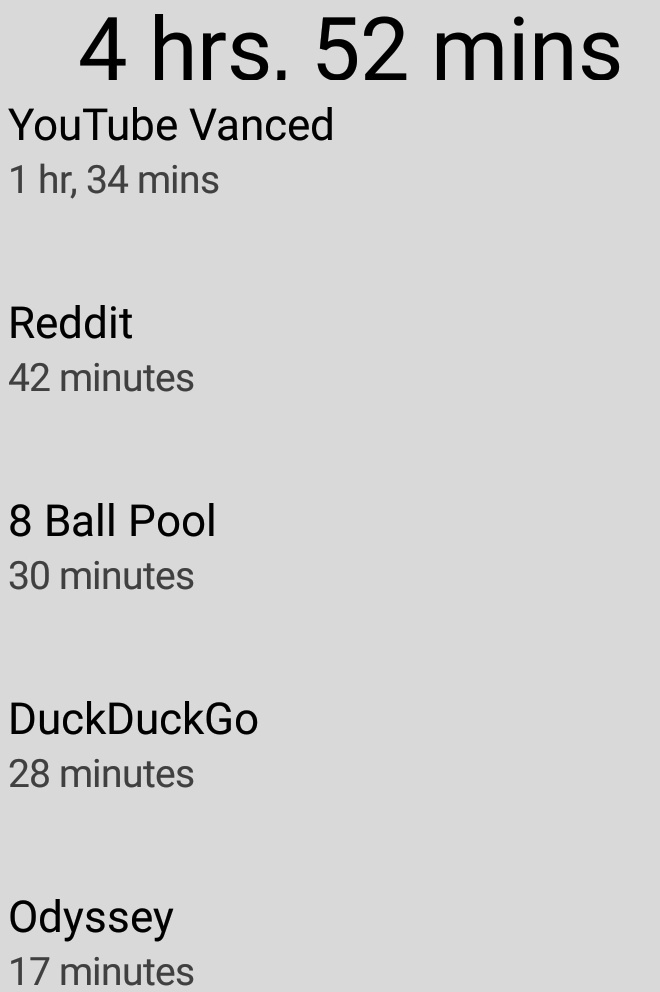 4 hrs. 52 mins
YouTube Vanced
1 hr, 34 mins
Reddit
42 minutes
8 Ball Pool
30 minutes
DuckDuckGo
28 minutes
Odyssey
17 minutes